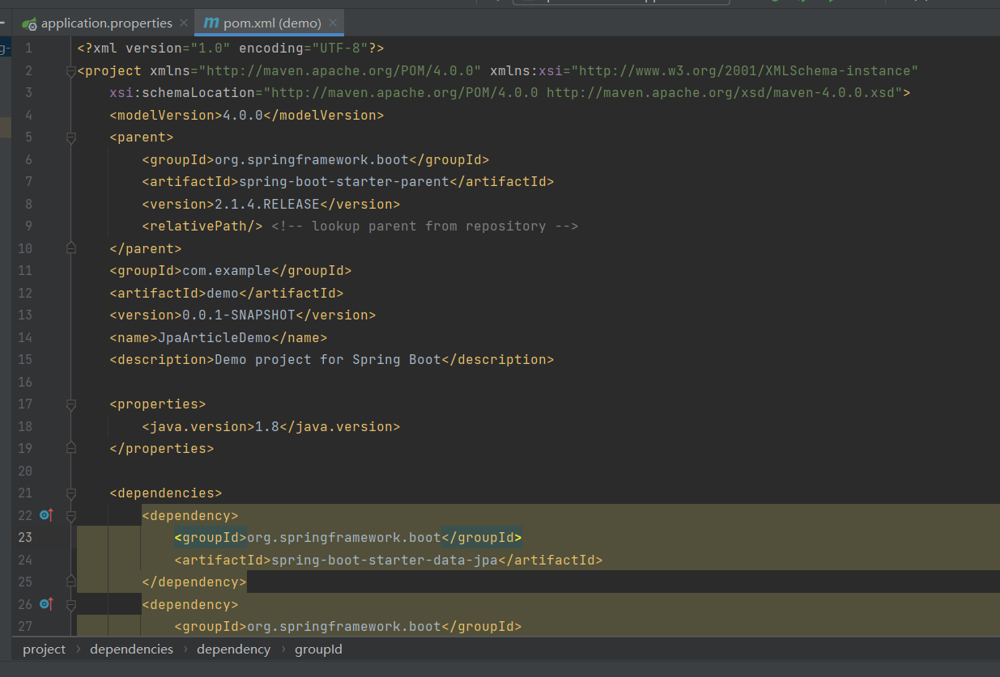 application.properties
m pom.xml (demo)
1 <?xml version="1.0" encoding="UTF-8"?>
2 <project xmlns="http://maven.apache.org/POM/4.0.0" xmlns:xsi="http://www.w3.org/2001/XMLSchema-instance"
3 xsi:schemaLocation="http://maven.apache.org/POM/4.0.0 http://maven.apache.org/xsd/maven-4.0.0.xsd">
4 <modelVersion>4.0.0</modelVersion>
5 <parent>
6 <groupId>org.springframework.boot</groupId>
7 <artifactId>spring-boot-starter-parent</artifactId>
8 <version>2.1.4.RELEASE</version>
9 <relativePath/> <!-- lookup parent from repository -->
10 </parent>
11 <groupId>com.example</groupId>
12 <artifactId>demo</artifactId>
13 <version>0.0.1-SNAPSHOT</version>
14 <name>JpaArticleDemo</name>
15 <description>Demo project for Spring Boot</description>
16
17 <properties>
18 <java.version>1.8</java.version>
19 </properties>
20
21 <dependencies>
22 <dependency>
23 <groupId>org.springframework.boot</groupId>
24 <artifactId>spring-boot-starter-data-jpa</artifactId>
25 </dependency>
26 <dependency>
27 <groupId>org.springframework.boot</groupId>
project › dependencies › dependency › groupId